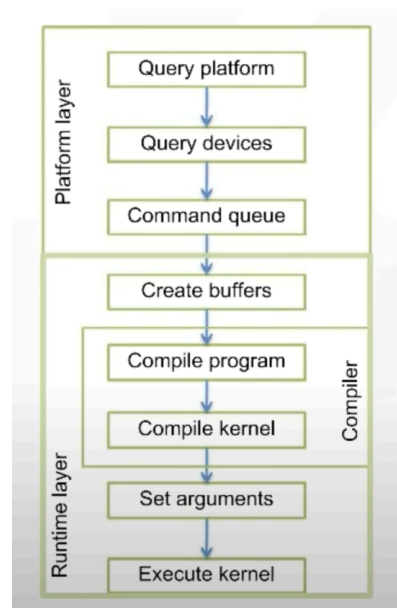 Platform layer
Query platform
Query devices
Command queue
Runtime layer
Create buffers
Compiler
Compile program
Compile kernel
Set arguments
Execute kernel